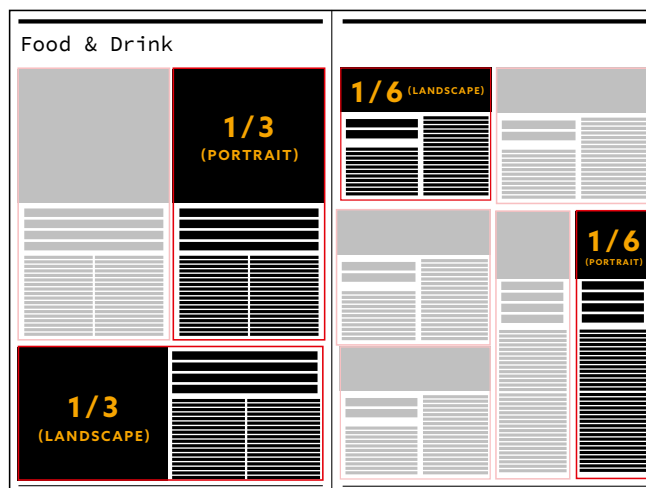 Food & Drink
1/3
(PORTRAIT)
1/6 (LANDSCAPE)
1/6
(PORTRAIT)
1/3
(LANDSCAPE)